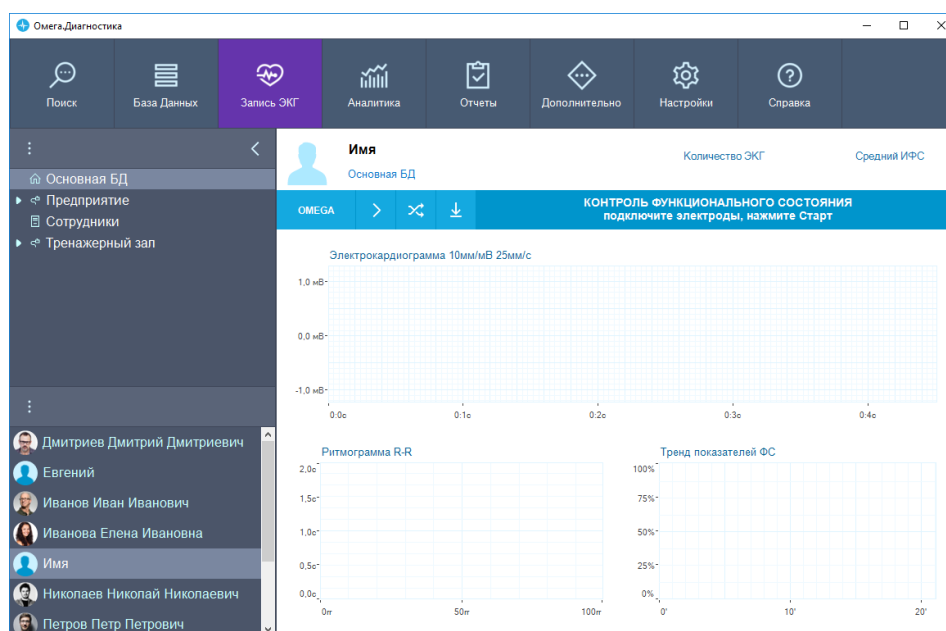 Омега.Диагностика
Поиск
База Данных
Запись ЭКГ
Аналитика
Отчеты
Дополнительно
Настройки
Справка
Основная БД
Предприятие
Сотрудники
Тренажерный зал
Дмитриев Дмитрий Дмитриевич
Евгений
Иванов Иван Иванович
Иванова Елена Ивановна
Имя
Николаев Николай Николаевич
Петров Петр Петрович
Имя
Основная БД
Количество ЭКГ
Средний ИФС
OMEGA
КОНТРОЛЬ ФУНКЦИОНАЛЬНОГО СОСТОЯНИЯ
подключите электроды, нажмите Старт
Электрокардиограмма 10мм/мВ 25мм/с
1,0 мВ
0,0 мВ
-1,0 мВ
0:0с 0:1с 0:2с 0:3с 0:4с
Ритмограмма R-R
2,0с
1,5с
1,0с
0,5с
0,0с
0rr 50rr 100rr
Тренд показателей ФС
100%
75%
50%
25%
0%
0' 10' 20'